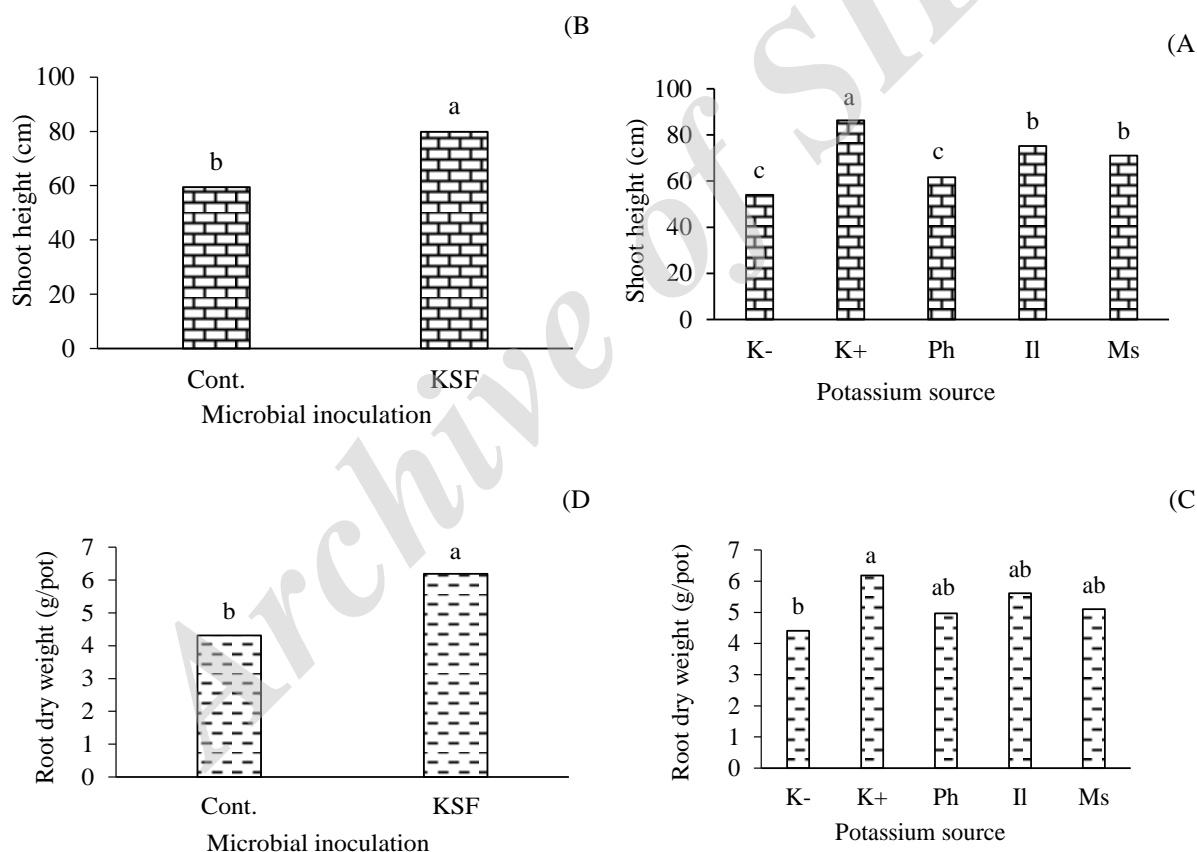 (B
Shoot height (cm)
100
80
60
40
20
0
b
a
Cont.
KSF
Microbial inoculation
(A
Shoot height (cm)
100
80
60
40
20
0
c
a
c
b
b
K-
K+
Ph
Il
Ms
Potassium source
(D
Root dry weight (g/pot)
7
6
5
4
3
2
1
0
b
a
Cont.
KSF
Microbial inoculation
(C
Root dry weight (g/pot)
7
6
5
4
3
2
1
0
b
a
ab
ab
ab
K-
K+
Ph
Il
Ms
Potassium source
Archive of